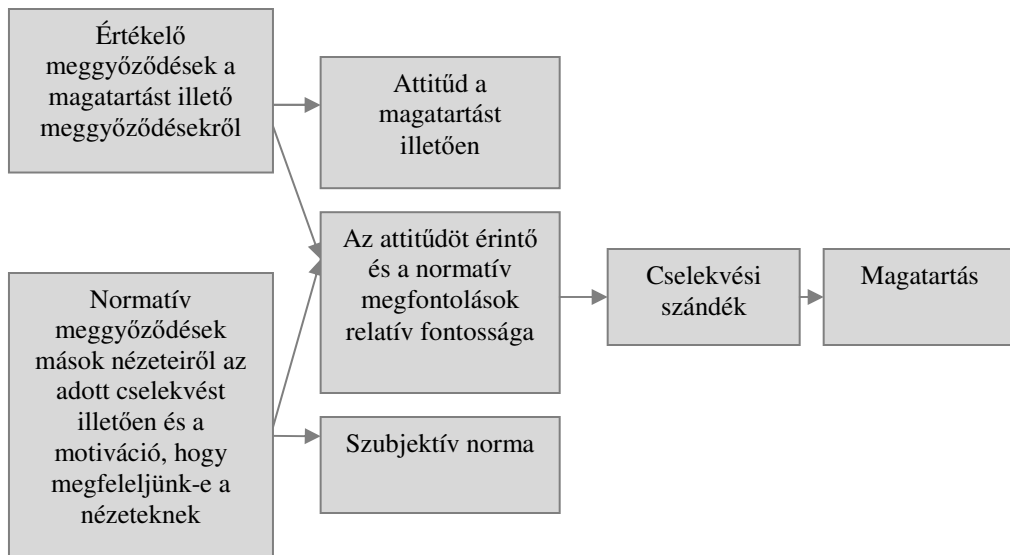 Értékelő
meggyőződések a
magatartást illető
meggyőződésekről
Attitűd a
magatartást
illetően
Az attitűdöt érintő
és a normatív
megfontolások
relatív fontossága
Cselekvési
szándék
Magatartás
Normatív
meggyőződések
mások nézeteiről az
adott cselekvést
illetően és a
motiváció, hogy
megfeleljünk-e a
nézeteknek
Szubjektív norma